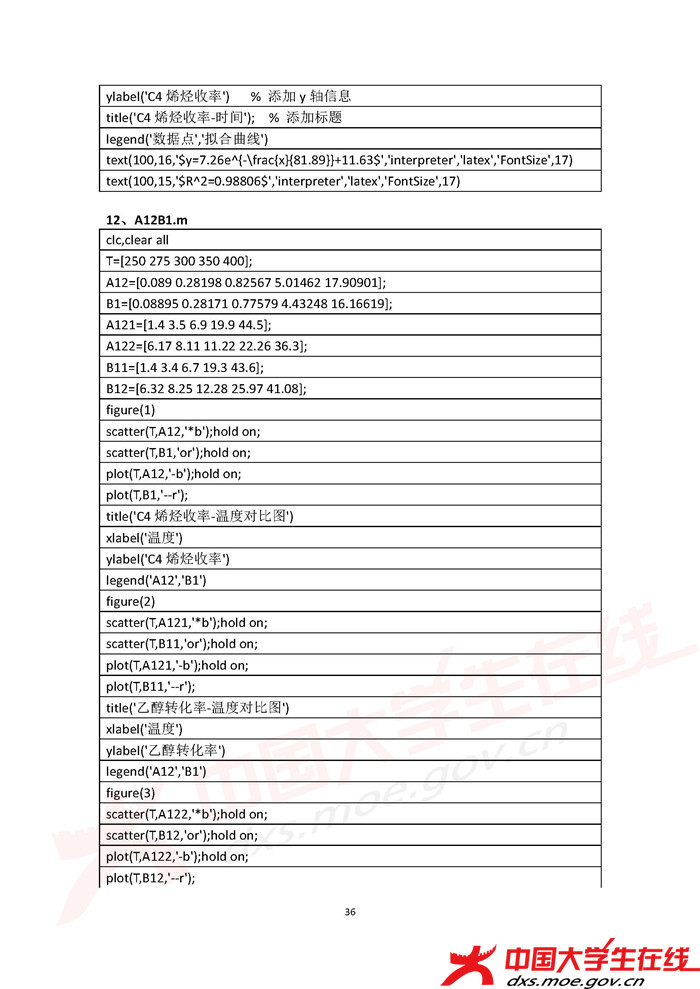 ylabel('C4 烯烃收率')    % 添加 y 轴信息
title('C4 烯烃收率-时间');   % 添加标题
legend('数据点','拟合曲线')
text(100,16,'$y=7.26e^{-\frac{x}{81.89}}+11.63$','interpreter','latex','FontSize',17)
text(100,15,'$R^2=0.98806$','interpreter','latex','FontSize',17)
12、A12B1.m
clc,clear all
T=[250 275 300 350 400];
A12=[0.089 0.28198 0.82567 5.01462 17.90901];
B1=[0.08895 0.28171 0.77579 4.43248 16.16619];
A121=[1.4 3.5 6.9 19.9 44.5];
A122=[6.17 8.11 11.22 22.26 36.3];
B11=[1.4 3.4 6.7 19.3 43.6];
B12=[6.32 8.25 12.28 25.97 41.08];
figure(1)
scatter(T,A12,'*b');hold on;
scatter(T,B1,'or');hold on;
plot(T,A12,'-b');hold on;
plot(T,B1,'--r');
title('C4 烯烃收率-温度对比图')
xlabel('温度')
ylabel('C4 烯烃收率')
legend('A12','B1')
figure(2)
scatter(T,A121,'*b');hold on;
scatter(T,B11,'or');hold on;
plot(T,A121,'-b');hold on;
plot(T,B11,'--r');
title('乙醇转化率-温度对比图')
xlabel('温度')
ylabel('乙醇转化率')
legend('A12','B1')
figure(3)
scatter(T,A122,'*b');hold on;
scatter(T,B12,'or');hold on;
plot(T,A122,'-b');hold on;
plot(T,B12,'--r');
中国大学生在线
dxs.moe.gov.cn
36
中国大学生在线
dxs.moe.gov.cn